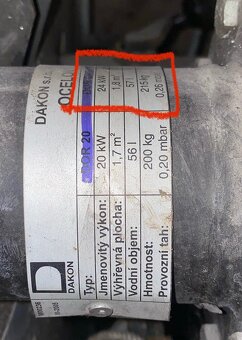 DAKON s.r.
OCEL
DAKON
Typ: DOR 20
Jmenovitý výkon: 20 kW 24 kW
Výhřevná plocha: 1,7 m² 1,8 m²
Vodní objem: 56 l 57 l
Hmotnost: 200 kg 215 kg
Provozní tah: 0,20 mbar 0,26 mbar